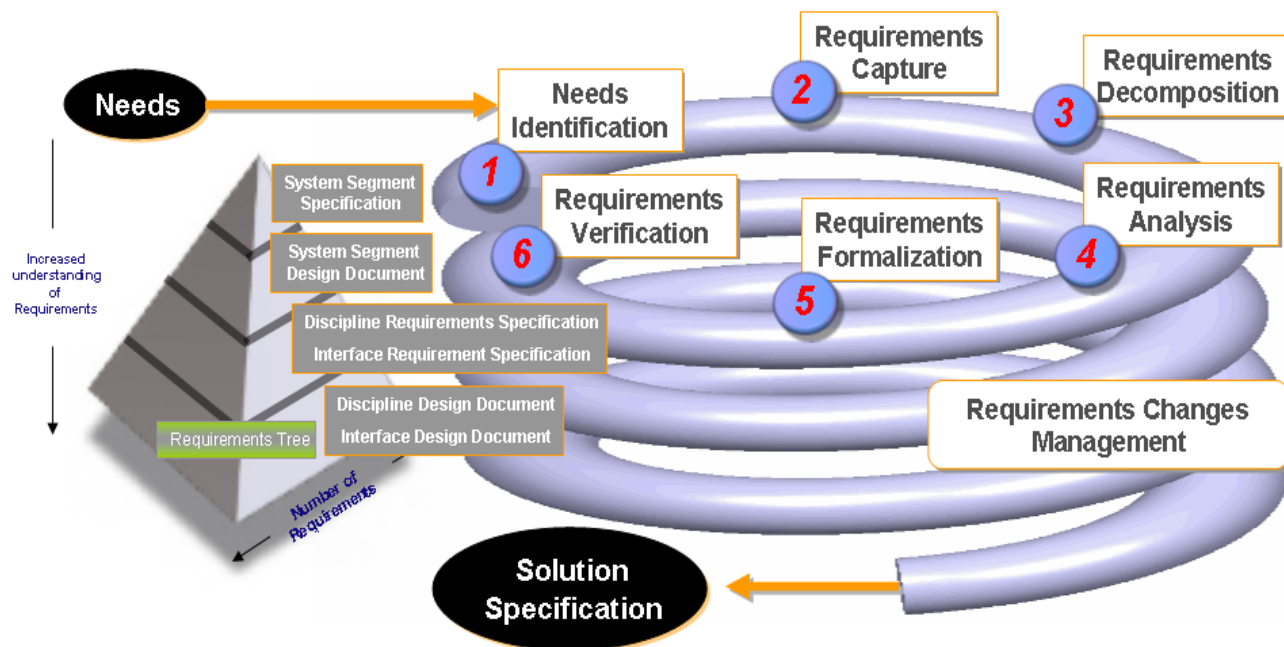 Needs
Needs
Identification
1
2
Requirements
Capture
3
Requirements
Decomposition
Requirements
Analysis
4
Requirements
Formalization
5
Requirements
Verification
6
System Segment
Specification
System Segment
Design Document
Discipline Requirements Specification
Interface Requirement Specification
Discipline Design Document
Interface Design Document
Requirements Tree
Increased
understanding
of
Requirements
Number of
Requirements
Requirements Changes
Management
Solution
Specification